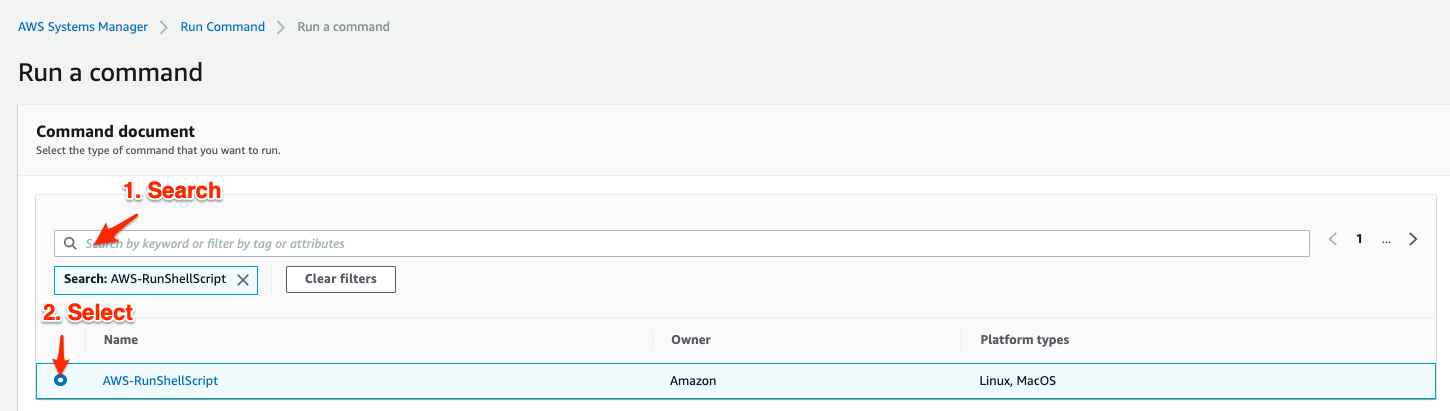 AWS Systems Manager > Run Command > Run a command
Run a command
Command document
Select the type of command that you want to run.
1. Search
Search by keyword or filter by tag or attributes
1 ...
Search: AWS-RunShellScript
Clear filters
2. Select
Name Owner Platform types
AWS-RunShellScript Amazon Linux, MacOS